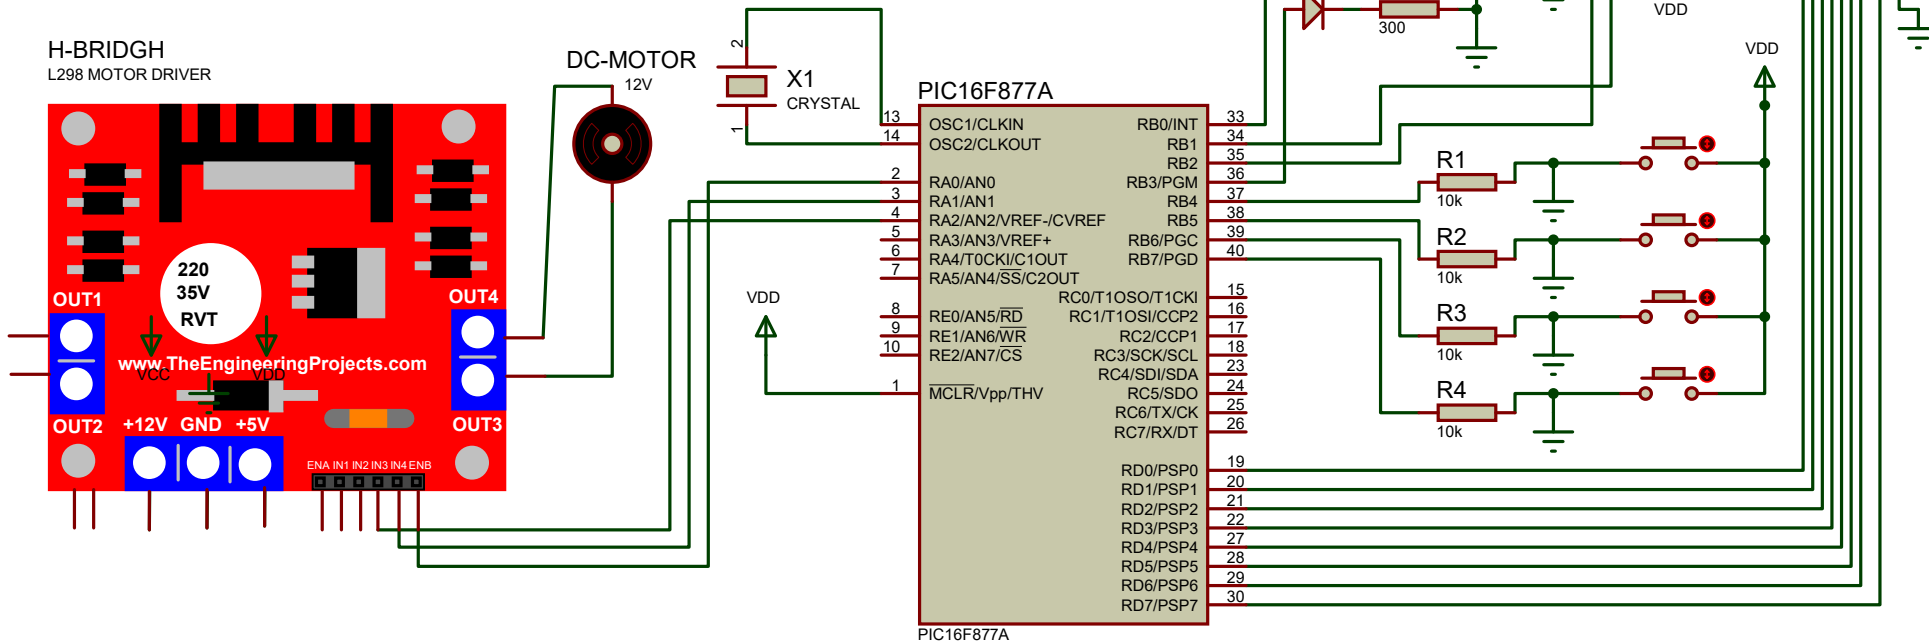 H-BRIDGH
L298 MOTOR DRIVER
220
35V
RVT
OUT1
OUT4
www.TheEngineeringProjects.com
VCC
VDD
OUT2
+12V GND +5V
OUT3
ENA IN1 IN2 IN3 IN4 ENB
DC-MOTOR
12V
2
X1
CRYSTAL
1
VDD
PIC16F877A
13 OSC1/CLKIN
14 OSC2/CLKOUT
2 RA0/AN0
3 RA1/AN1
4 RA2/AN2/VREF-/CVREF
5 RA3/AN3/VREF+
6 RA4/T0CKI/C1OUT
7 RA5/AN4/SS/C2OUT
8 RE0/AN5/RD
9 RE1/AN6/WR
10 RE2/AN7/CS
1 MCLR/Vpp/THV
RB0/INT 33
RB1 34
RB2 35
RB3/PGM 36
RB4 37
RB5 38
RB6/PGC 39
RB7/PGD 40
RC0/T1OSO/T1CKI 15
RC1/T1OSI/CCP2 16
RC2/CCP1 17
RC3/SCK/SCL 18
RC4/SDI/SDA 23
RC5/SDO 24
RC6/TX/CK 25
RC7/RX/DT 26
RD0/PSP0 19
RD1/PSP1 20
RD2/PSP2 21
RD3/PSP3 22
RD4/PSP4 27
RD5/PSP5 28
RD6/PSP6 29
RD7/PSP7 30
PIC16F877A
300
VDD
VDD
R1
10k
R2
10k
R3
10k
R4
10k